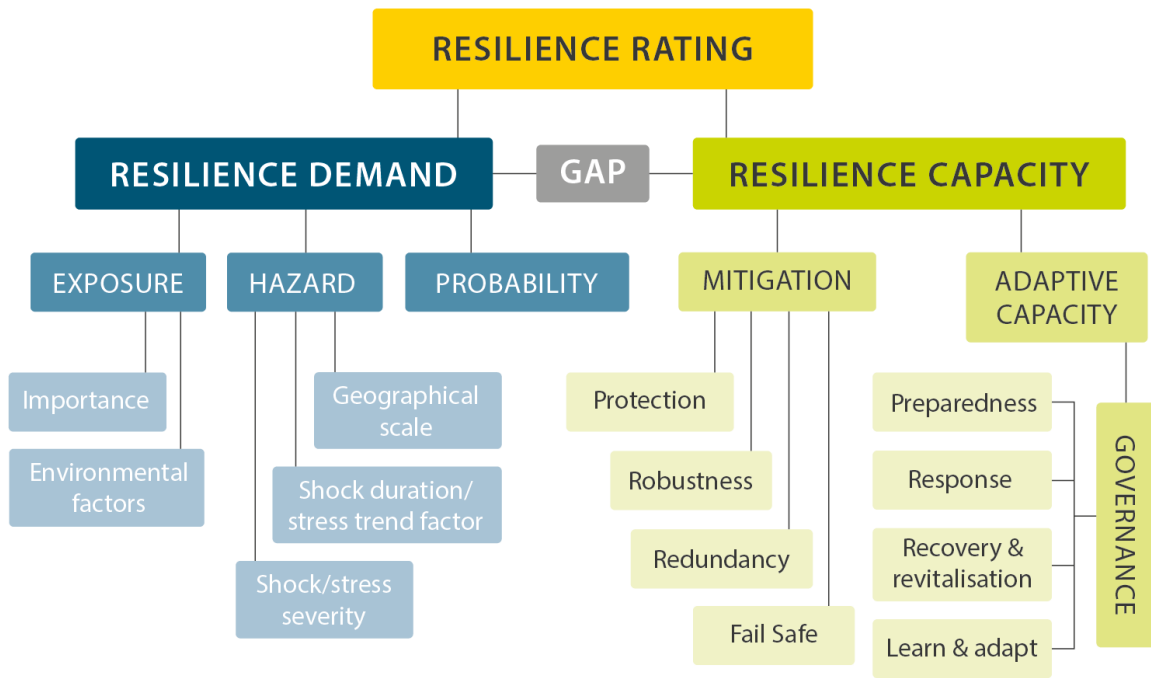 RESILIENCE RATING
RESILIENCE DEMAND
GAP
RESILIENCE CAPACITY
EXPOSURE
HAZARD
PROBABILITY
MITIGATION
ADAPTIVE
CAPACITY
Importance
Environmental
factors
Geographical
scale
Shock duration/
stress trend factor
Shock/stress
severity
Protection
Robustness
Redundancy
Fail Safe
Preparedness
Response
Recovery &
revitalisation
Learn & adapt
GOVERNANCE